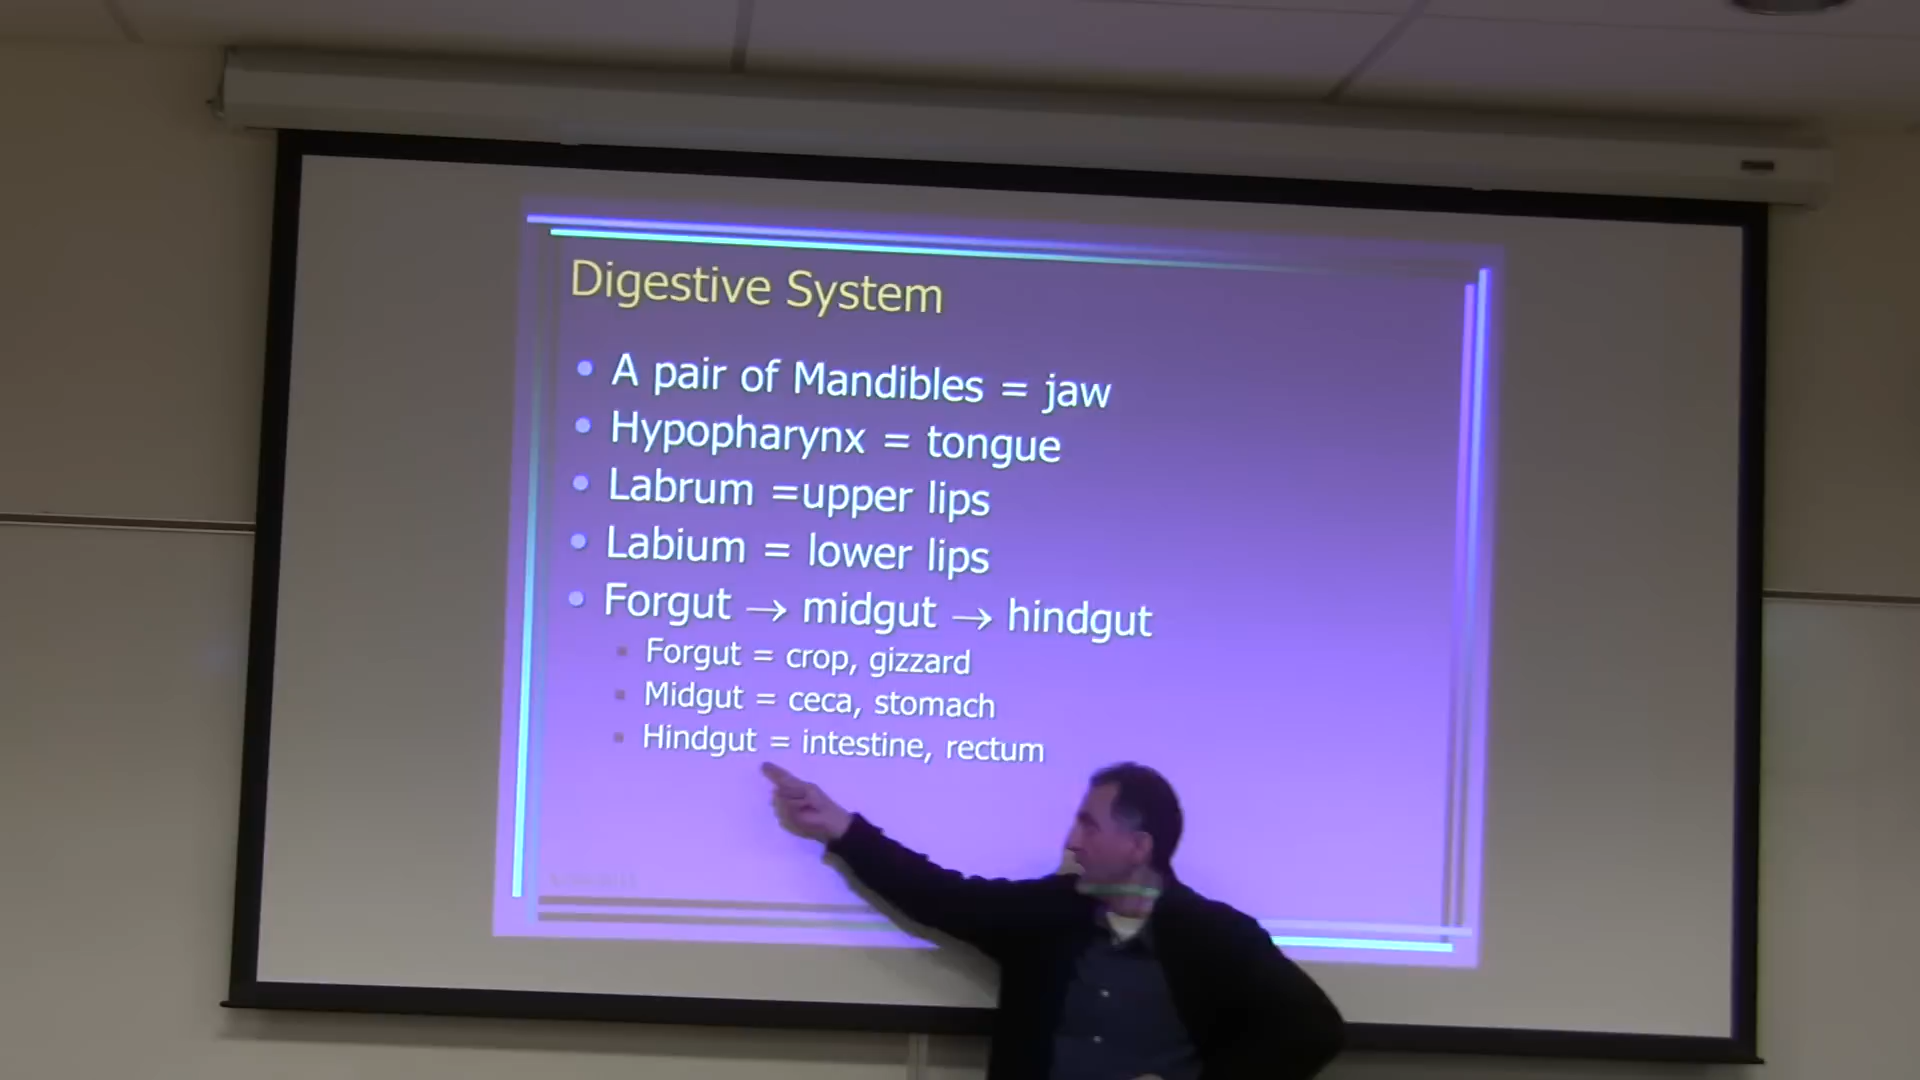 Digestive System
A pair of Mandibles = jaw
Hypopharynx = tongue
Labrum =upper lips
Labium = lower lips
Forgut → midgut → hindgut
Forgut = crop, gizzard
Midgut = ceca, stomach
Hindgut = intestine, rectum